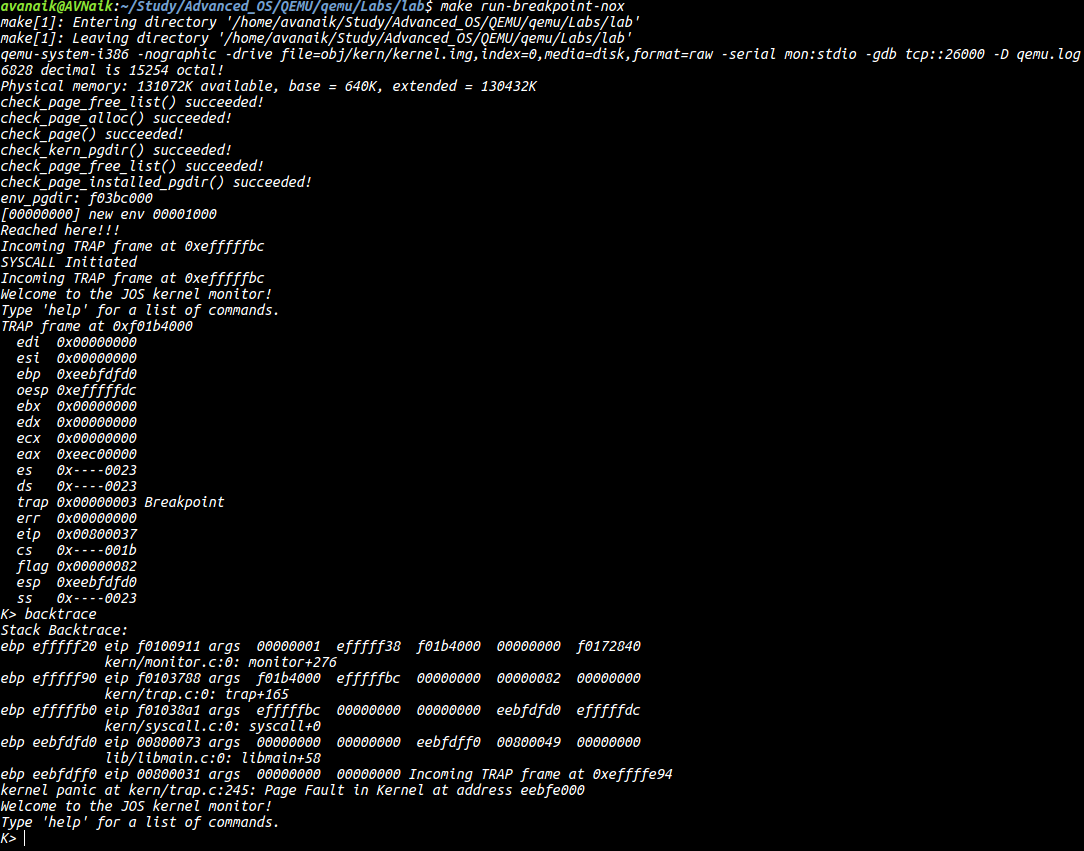 avanaik@AVNaik:~/Study/Advanced_OS/QEMU/qemu/Labs/lab$ make run-breakpoint-nox
make[1]: Entering directory '/home/avanaik/Study/Advanced_OS/QEMU/qemu/Labs/lab'
make[1]: Leaving directory '/home/avanaik/Study/Advanced_OS/QEMU/qemu/Labs/lab'
qemu-system-i386 -nographic -drive file=obj/kern/kernel.img,index=0,media=disk,format=raw -serial mon:stdio -gdb tcp::26000 -D qemu.log
6828 decimal is 15254 octal!
Physical memory: 131072K available, base = 640K, extended = 130432K
check_page_free_list() succeeded!
check_page_alloc() succeeded!
check_page() succeeded!
check_kern_pgdir() succeeded!
check_page_free_list() succeeded!
check_page_installed_pgdir() succeeded!
env_pgdir: f03bc000
[00000000] new env 00001000
Reached here!!!
Incoming TRAP frame at 0xefffffbc
SYSCALL Initiated
Incoming TRAP frame at 0xefffffbc
Welcome to the JOS kernel monitor!
Type 'help' for a list of commands.
TRAP frame at 0xf01b4000
  edi  0x00000000
  esi  0x00000000
  ebp  0xeebfdfd0
  oesp 0xefffffdc
  ebx  0x00000000
  edx  0x00000000
  ecx  0x00000000
  eax  0xeec00000
  es   0x----0023
  ds   0x----0023
  trap 0x00000003 Breakpoint
  err  0x00000000
  eip  0x00800037
  cs   0x----001b
  flag 0x00000082
  esp  0xeebfdfd0
  ss   0x----0023
K> backtrace
Stack Backtrace:
ebp efffff20 eip f0100911 args  00000001  efffff38  f01b4000  00000000  f0172840
             kern/monitor.c:0: monitor+276
ebp efffff90 eip f0103788 args  f01b4000  efffffbc  00000000  00000082  00000000
             kern/trap.c:0: trap+165
ebp efffffb0 eip f01038a1 args  efffffbc  00000000  00000000  eebfdfd0  efffffdc
             kern/syscall.c:0: syscall+0
ebp eebfdfd0 eip 00800073 args  00000000  00000000  eebfdff0  00800049  00000000
             lib/libmain.c:0: libmain+58
ebp eebfdff0 eip 00800031 args  00000000  00000000 Incoming TRAP frame at 0xeffffe94
kernel panic at kern/trap.c:245: Page Fault in Kernel at address eebfe000
Welcome to the JOS kernel monitor!
Type 'help' for a list of commands.
K>